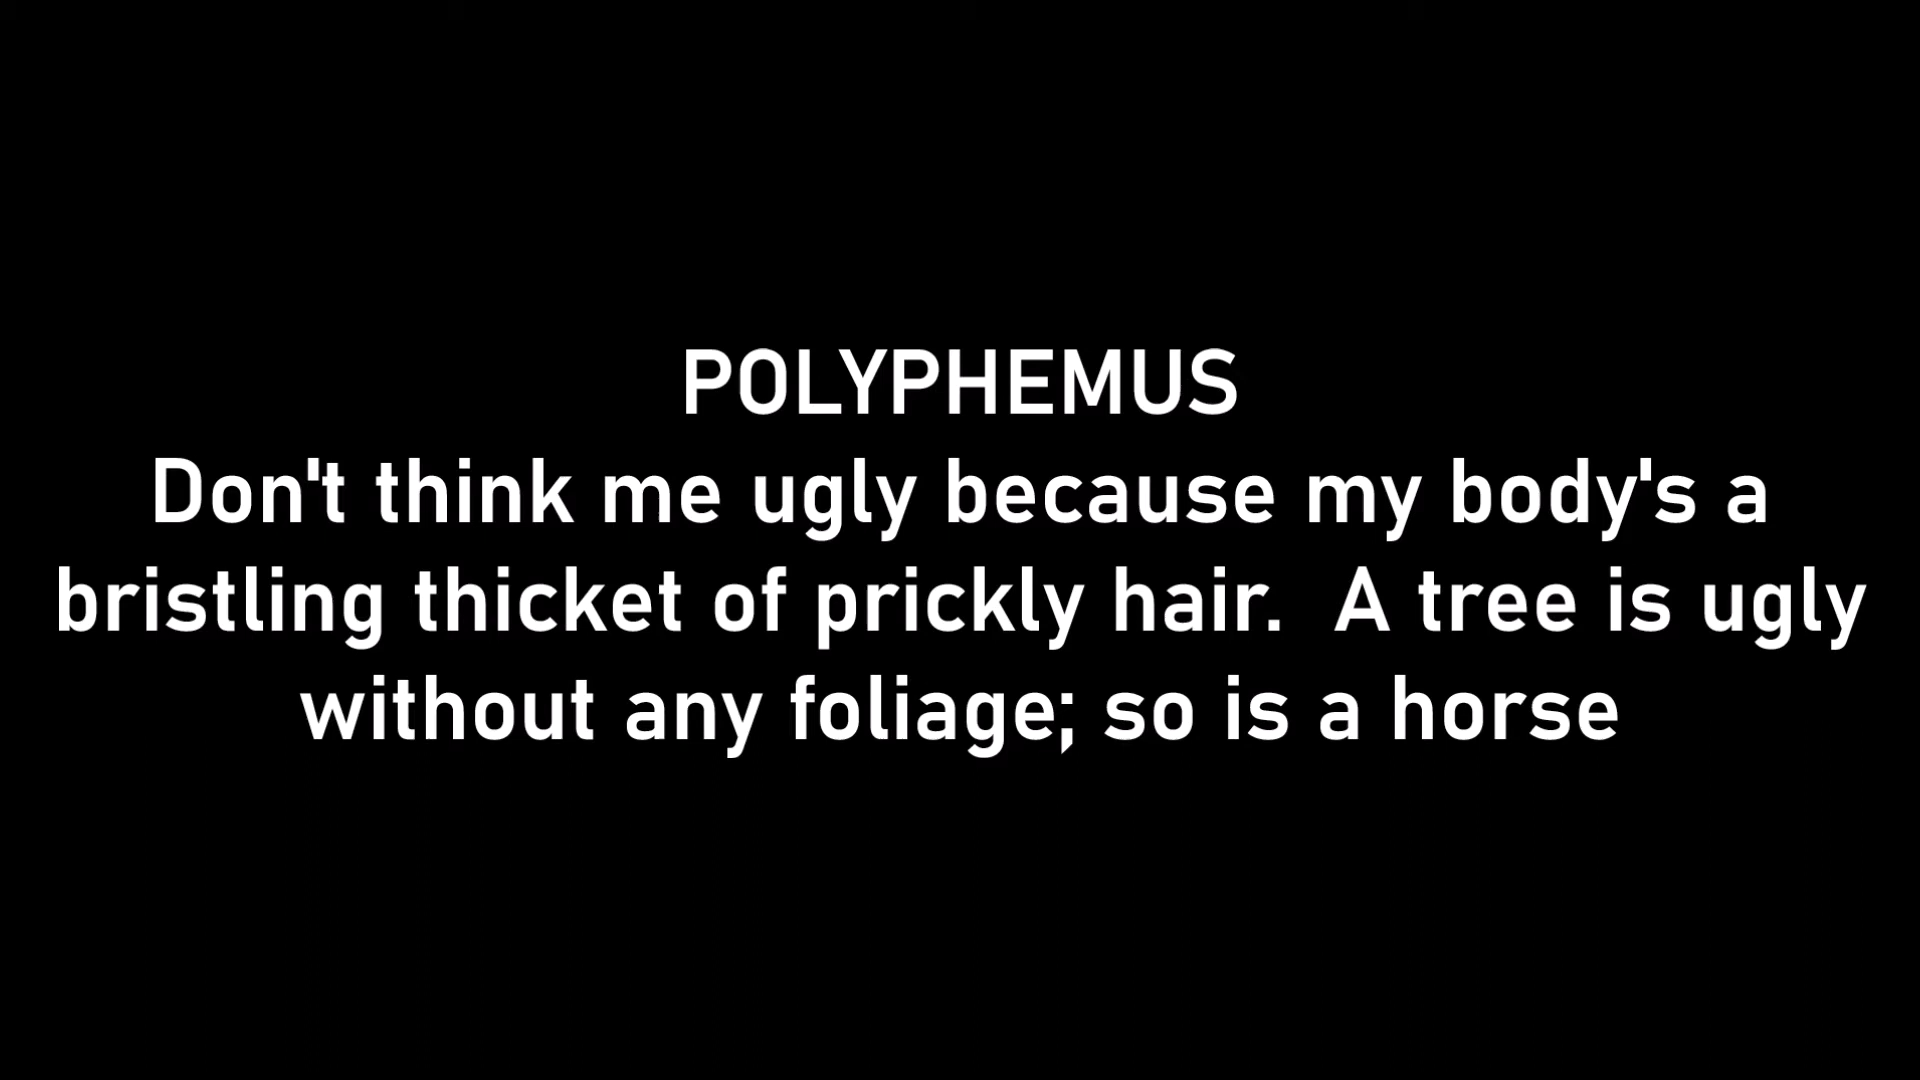 POLYPHEMUS
Don't think me ugly because my body's a
bristling thicket of prickly hair.  A tree is ugly
without any foliage; so is a horse